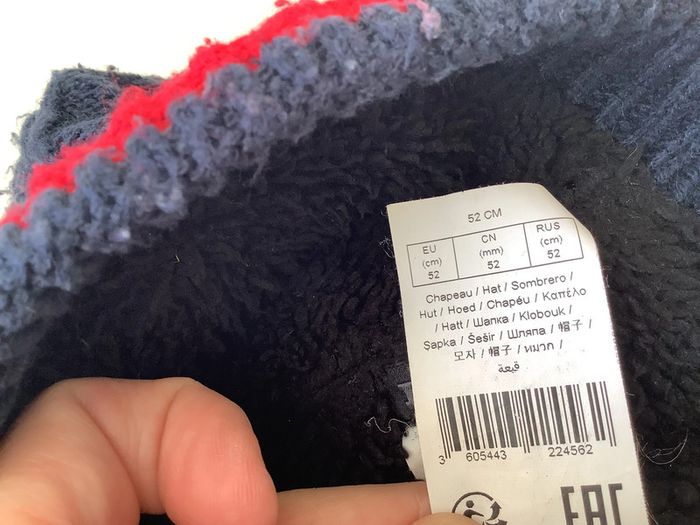 52 CM
EU CN RUS
(cm) (mm) (cm)
52 52 52
Chapeau / Hat / Sombrero /
Hut / Hoed / Chapéu / Καπέλο
/ Hatt / Шапка / Klobouk /
Şapka / Šešir / Шляпа / 帽子 /
모자 / 帽子 / หมวก /
قبعة
3 605443 224562
EAC